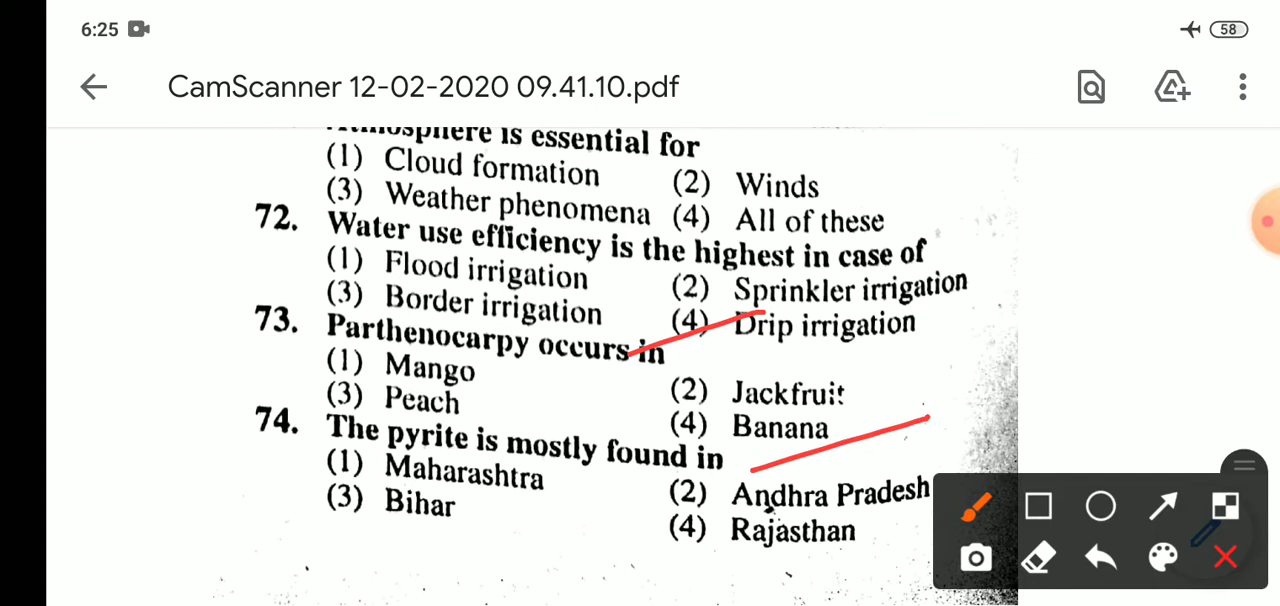 6:25
58
CamScanner 12-02-2020 09.41.10.pdf
Atmosphere is essential for
(1) Cloud formation (2) Winds
(3) Weather phenomena (4) All of these
72. Water use efficiency is the highest in case of
(1) Flood irrigation (2) Sprinkler irrigation
(3) Border irrigation (4) Drip irrigation
73. Parthenocarpy occurs in
(1) Mango (2) Jackfruit
(3) Peach (4) Banana
74. The pyrite is mostly found in
(1) Maharashtra (2) Andhra Pradesh
(3) Bihar (4) Rajasthan